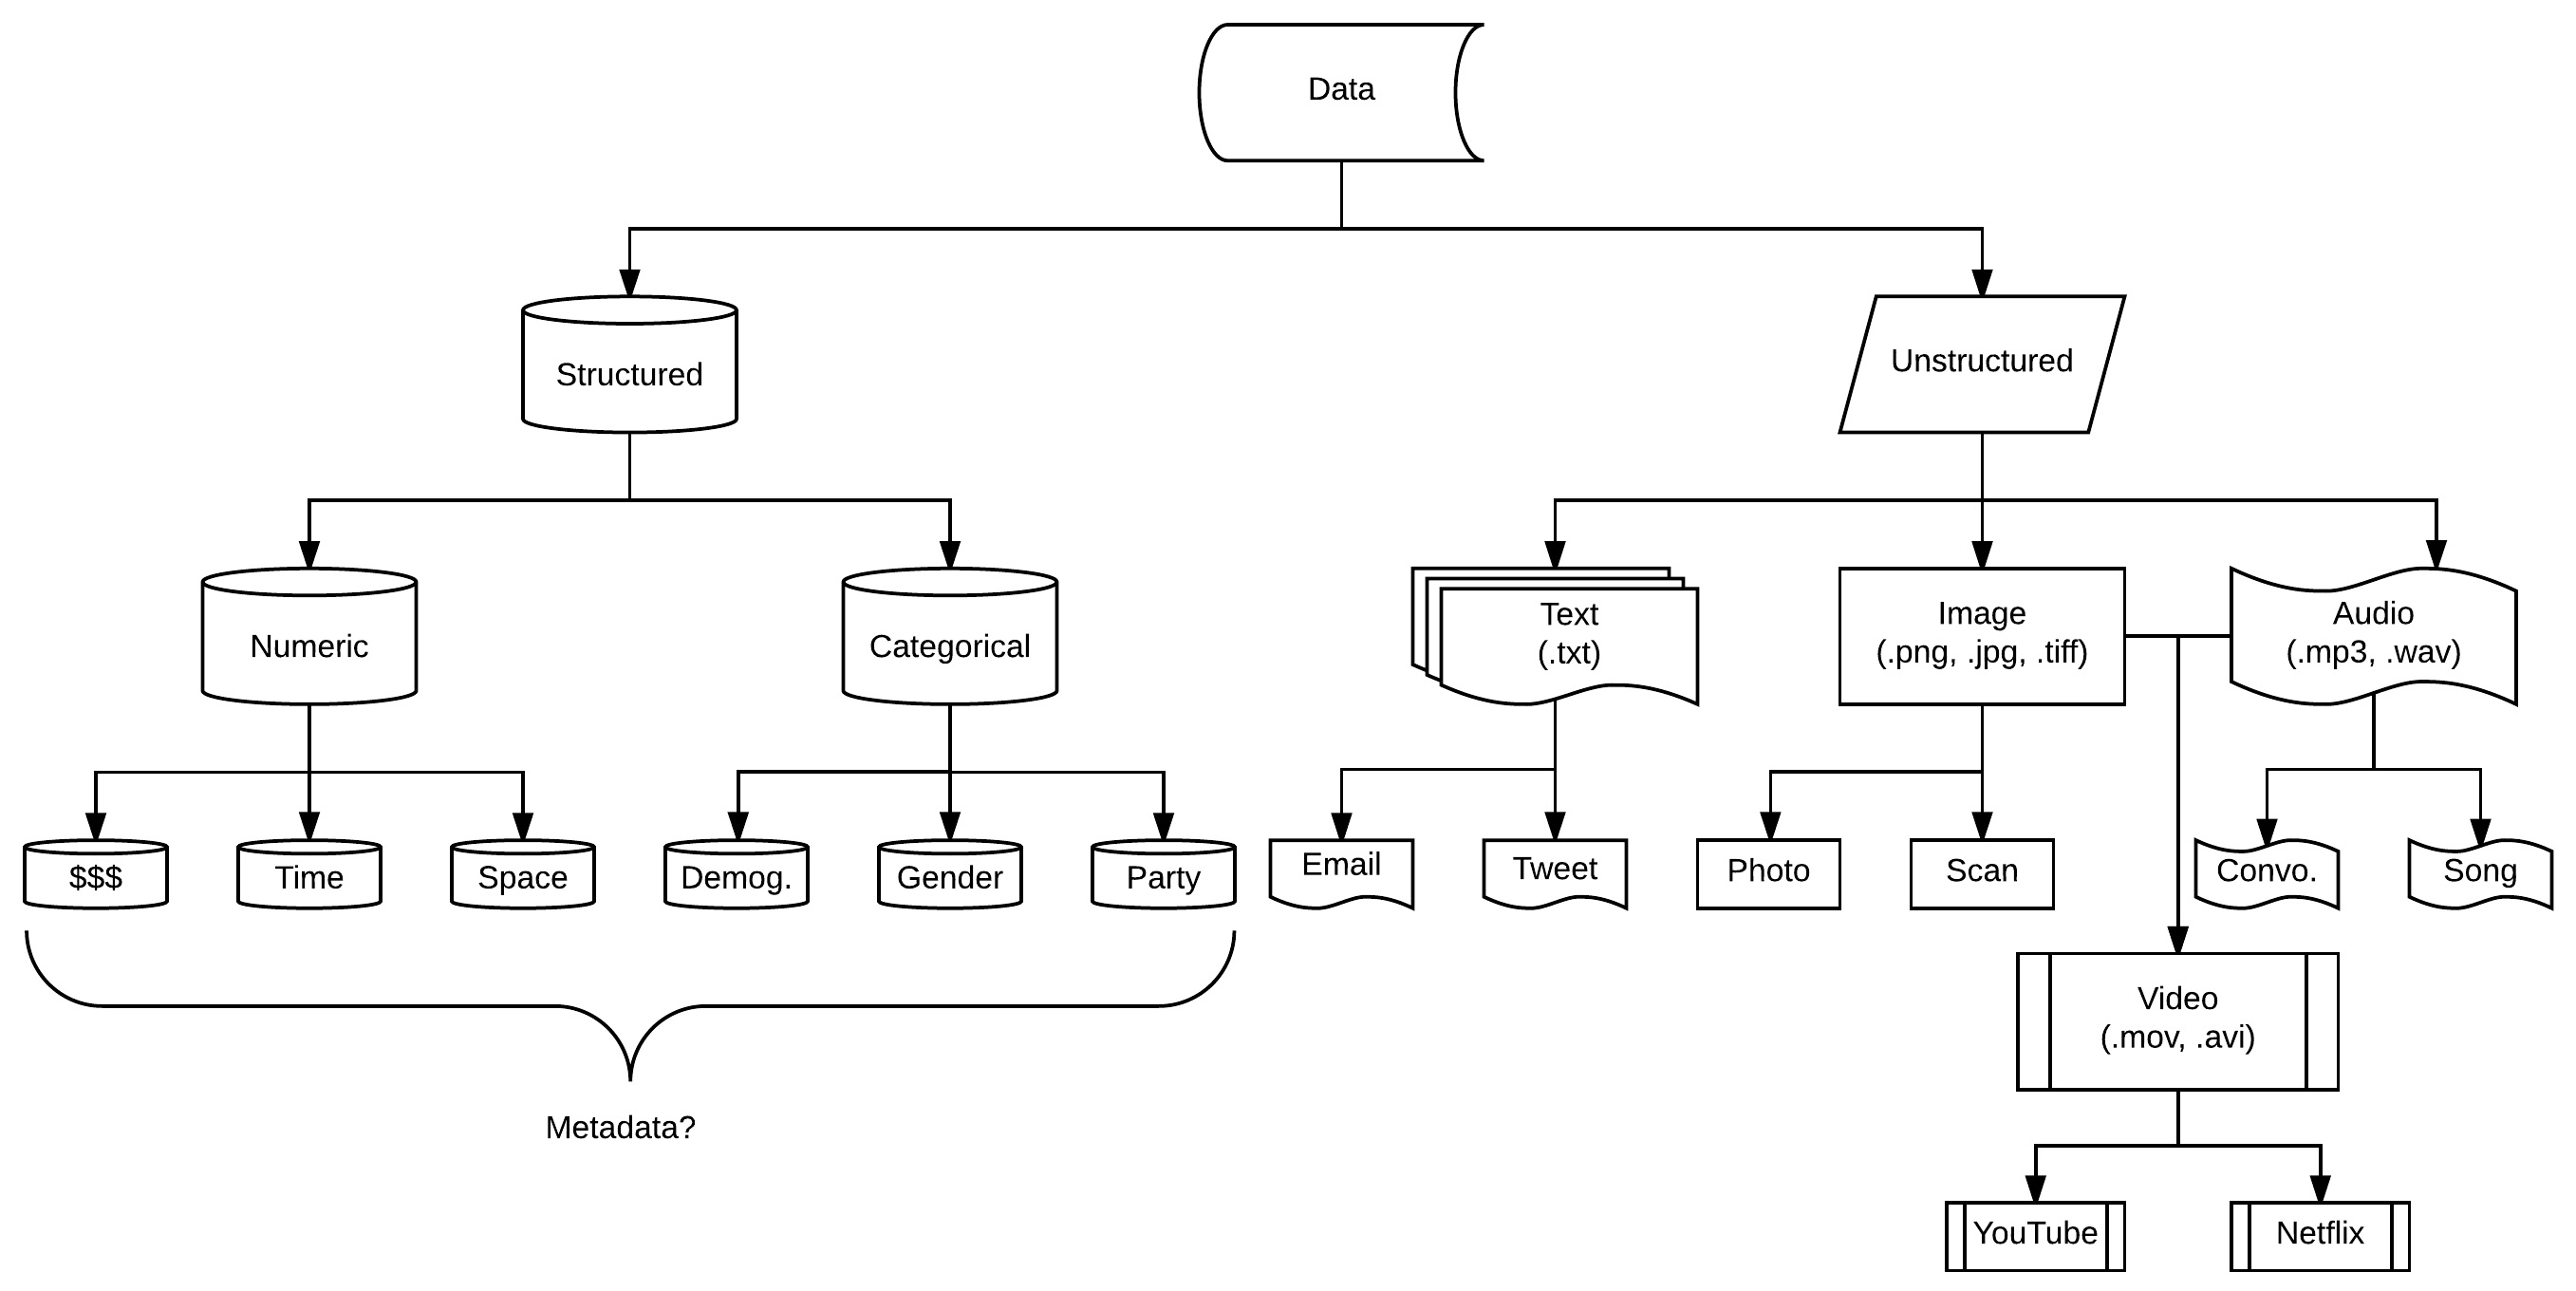 Data
Structured
Unstructured
Numeric
Categorical
Text
(.txt)
Image
(.png, .jpg, .tiff)
Audio
(.mp3, .wav)
$$$
Time
Space
Demog.
Gender
Party
Email
Tweet
Photo
Scan
Convo.
Song
Video
(.mov, .avi)
Metadata?
YouTube
Netflix